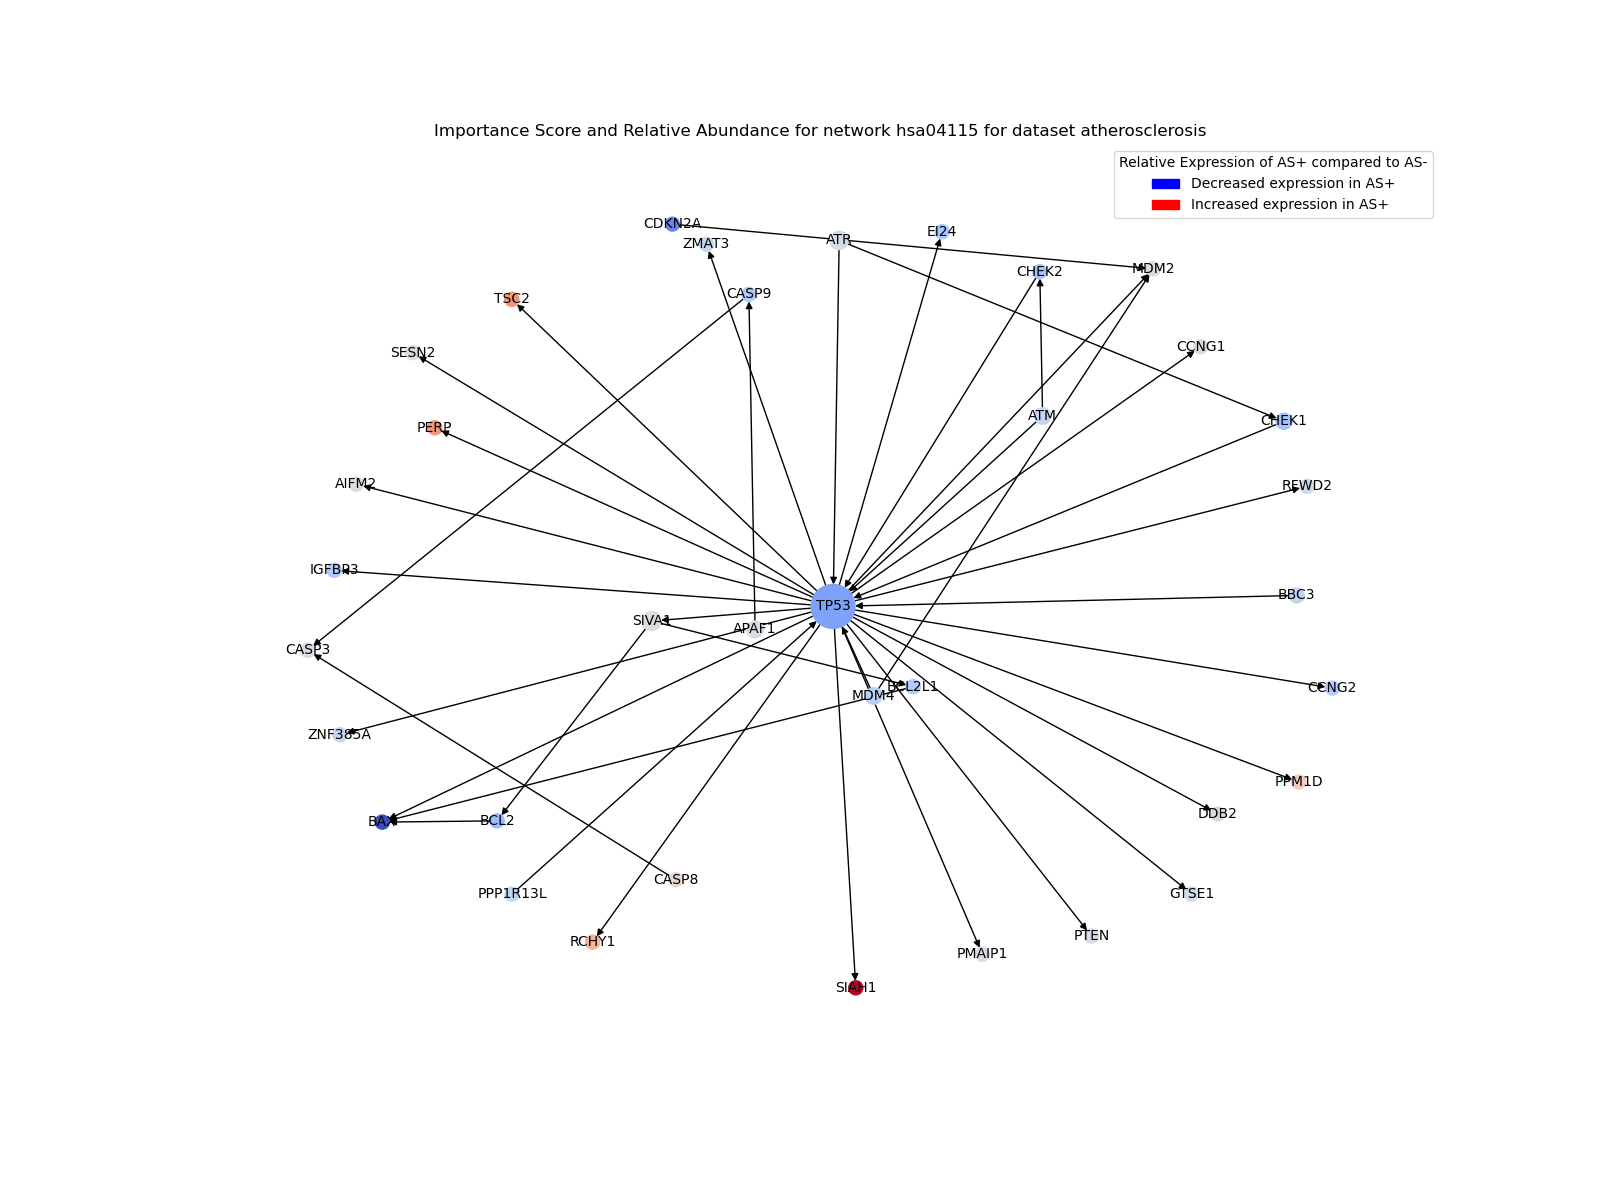 Importance Score and Relative Abundance for network hsa04115 for dataset atherosclerosis
Relative Expression of AS+ compared to AS-
Decreased expression in AS+
Increased expression in AS+
CDKN2A
EI24
ATR
ZMAT3
MDM2
CHEK2
CASP9
TSC2
CCNG1
SESN2
ATM
CHEK1
PERP
AIFM2
RFWD2
IGFBP3
BBC3
TP53
SIVA1
APAF1
CASP3
BCL2L1
CCNG2
MDM4
ZNF385A
PPM1D
DDB2
BAX
BCL2
CASP8
PPP1R13L
GTSE1
PTEN
RCHY1
PMAIP1
SIAH1